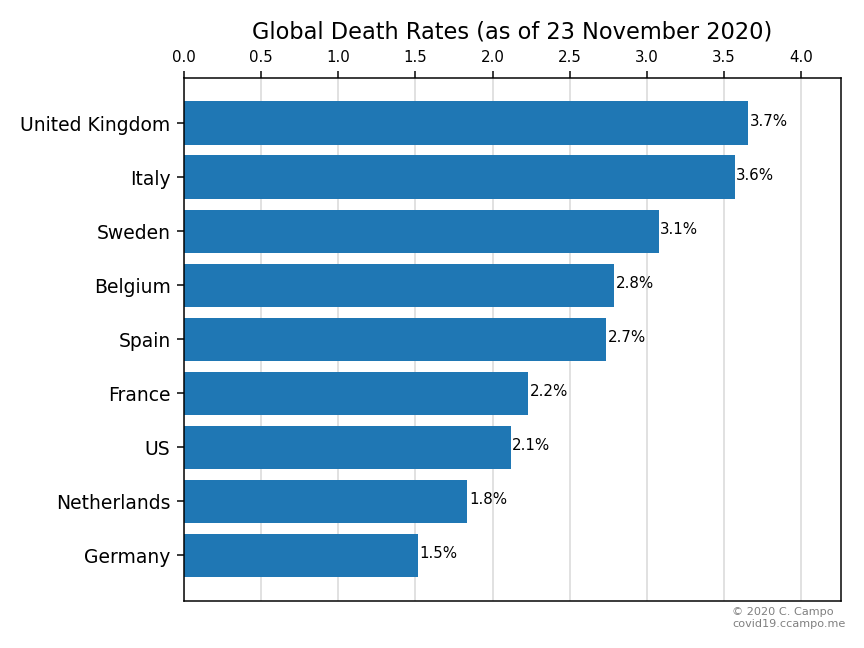 Global Death Rates (as of 23 November 2020)
0.0 0.5 1.0 1.5 2.0 2.5 3.0 3.5 4.0
United Kingdom 3.7%
Italy 3.6%
Sweden 3.1%
Belgium 2.8%
Spain 2.7%
France 2.2%
US 2.1%
Netherlands 1.8%
Germany 1.5%
© 2020 C. Campo
covid19.ccampo.me